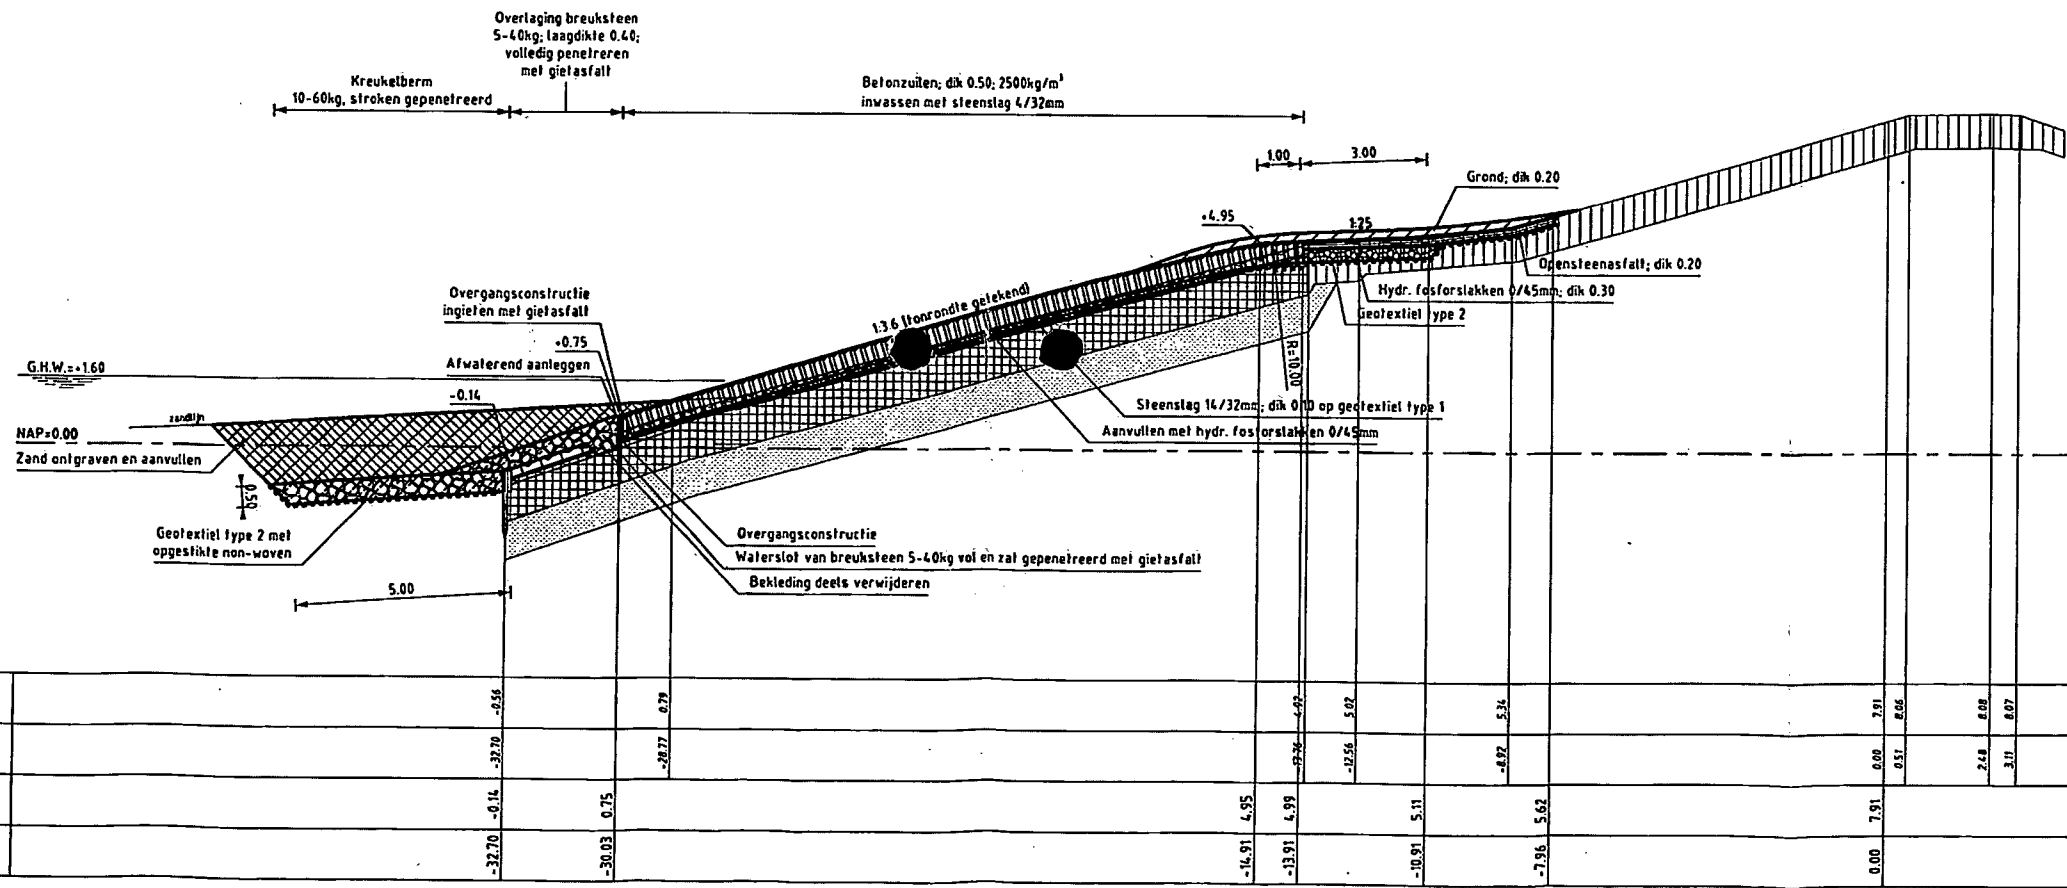 Overlaging breuksteen
5-40kg; laagdikte 0.40;
volledig penetreren
met gietasfalt
Kreukelberm
10-60kg, stroken gepenetreerd
Betonzuilen; dik 0.50; 2500kg/m³
inwassen met steenslag 4/32mm
1.00
3.00
Grond; dik 0.20
+4.95
1:25
Opensteenasfalt; dik 0.20
Hydr. fosforslakken 0/45mm; dik 0.30
Geotextiel type 2
Overgangsconstructie
ingieten met gietasfalt
1:3.6 (tonrondte getekend)
+0.75
R=10.00
G.H.W.=+1.60
Afwaterend aanleggen
-0.14
Steenslag 14/32mm; dik 0.10 op geotextiel type 1
zandlijn
NAP=0.00
Aanvullen met hydr. fosforslakken 0/45mm
Zand ontgraven en aanvullen
0.50
Geotextiel type 2 met
opgestikte non-woven
Overgangsconstructie
Waterslot van breuksteen 5-40kg vol en zat gepenetreerd met gietasfalt
Bekleding deels verwijderen
5.00
-0.56 0.79 4.97 5.02 5.34 7.91 8.06 8.08 8.07
-32.70 -28.77 -13.76 -12.56 -8.92 0.00 0.51 2.48 3.11
-0.14 0.75 4.95 4.99 5.11 5.62 7.91
-32.70 -30.03 -14.91 -13.91 -10.91 -7.96 0.00